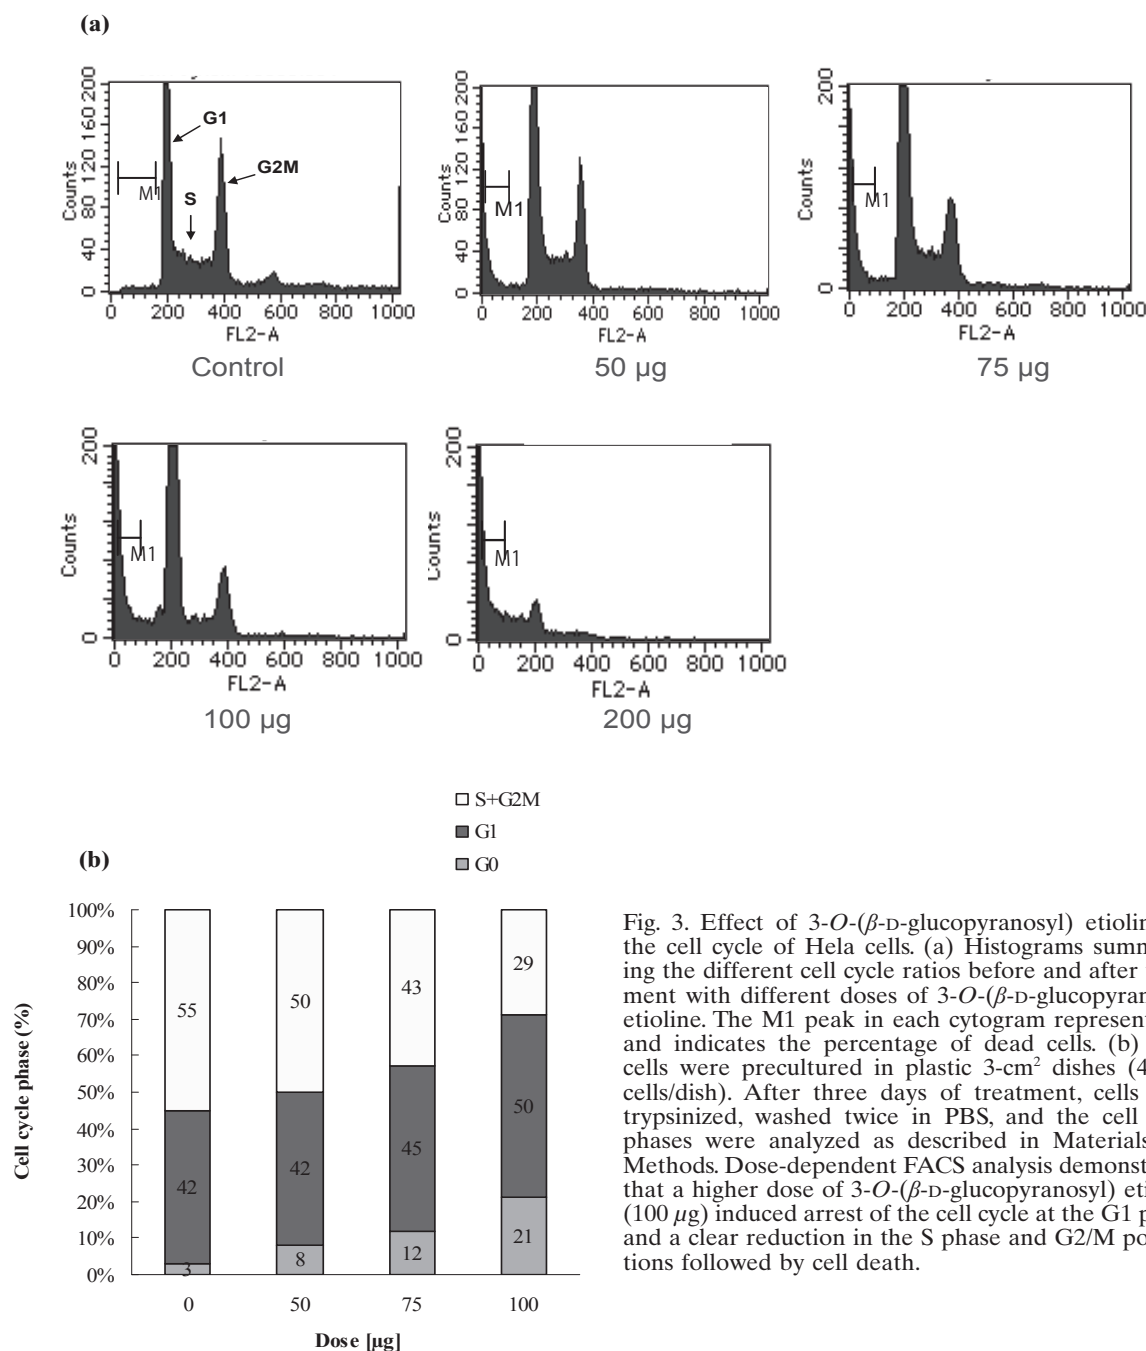 (a)
200
160
120
80
40
0
Counts
G1
G2M
S
M1
0 200 400 600 800 1000
FL2-A
Control
200
160
120
80
40
0
Counts
M1
0 200 400 600 800 1000
FL2-A
50 µg
200
0
Counts
M1
0 200 400 600 800 1000
FL2-A
75 µg
200
0
Counts
M1
0 200 400 600 800 1000
FL2-A
100 µg
200
0
Counts
M1
0 200 400 600 800 1000
FL2-A
200 µg
S+G2M
G1
G0
(b)
100%
90%
80%
70%
60%
50%
40%
30%
20%
10%
0%
Cell cycle phase (%)
55 50 43 29
42 42 45 50
3 8 12 21
0 50 75 100
Dose [µg]
Fig. 3. Effect of 3-O-(β-D-glucopyranosyl) etiolin
the cell cycle of Hela cells. (a) Histograms summ
ing the different cell cycle ratios before and after
ment with different doses of 3-O-(β-D-glucopyran
etioline. The M1 peak in each cytogram represent
and indicates the percentage of dead cells. (b)
cells were precultured in plastic 3-cm² dishes (4
cells/dish). After three days of treatment, cells
trypsinized, washed twice in PBS, and the cell
phases were analyzed as described in Materials
Methods. Dose-dependent FACS analysis demonst
that a higher dose of 3-O-(β-D-glucopyranosyl) eti
(100 µg) induced arrest of the cell cycle at the G1 p
and a clear reduction in the S phase and G2/M po
tions followed by cell death.